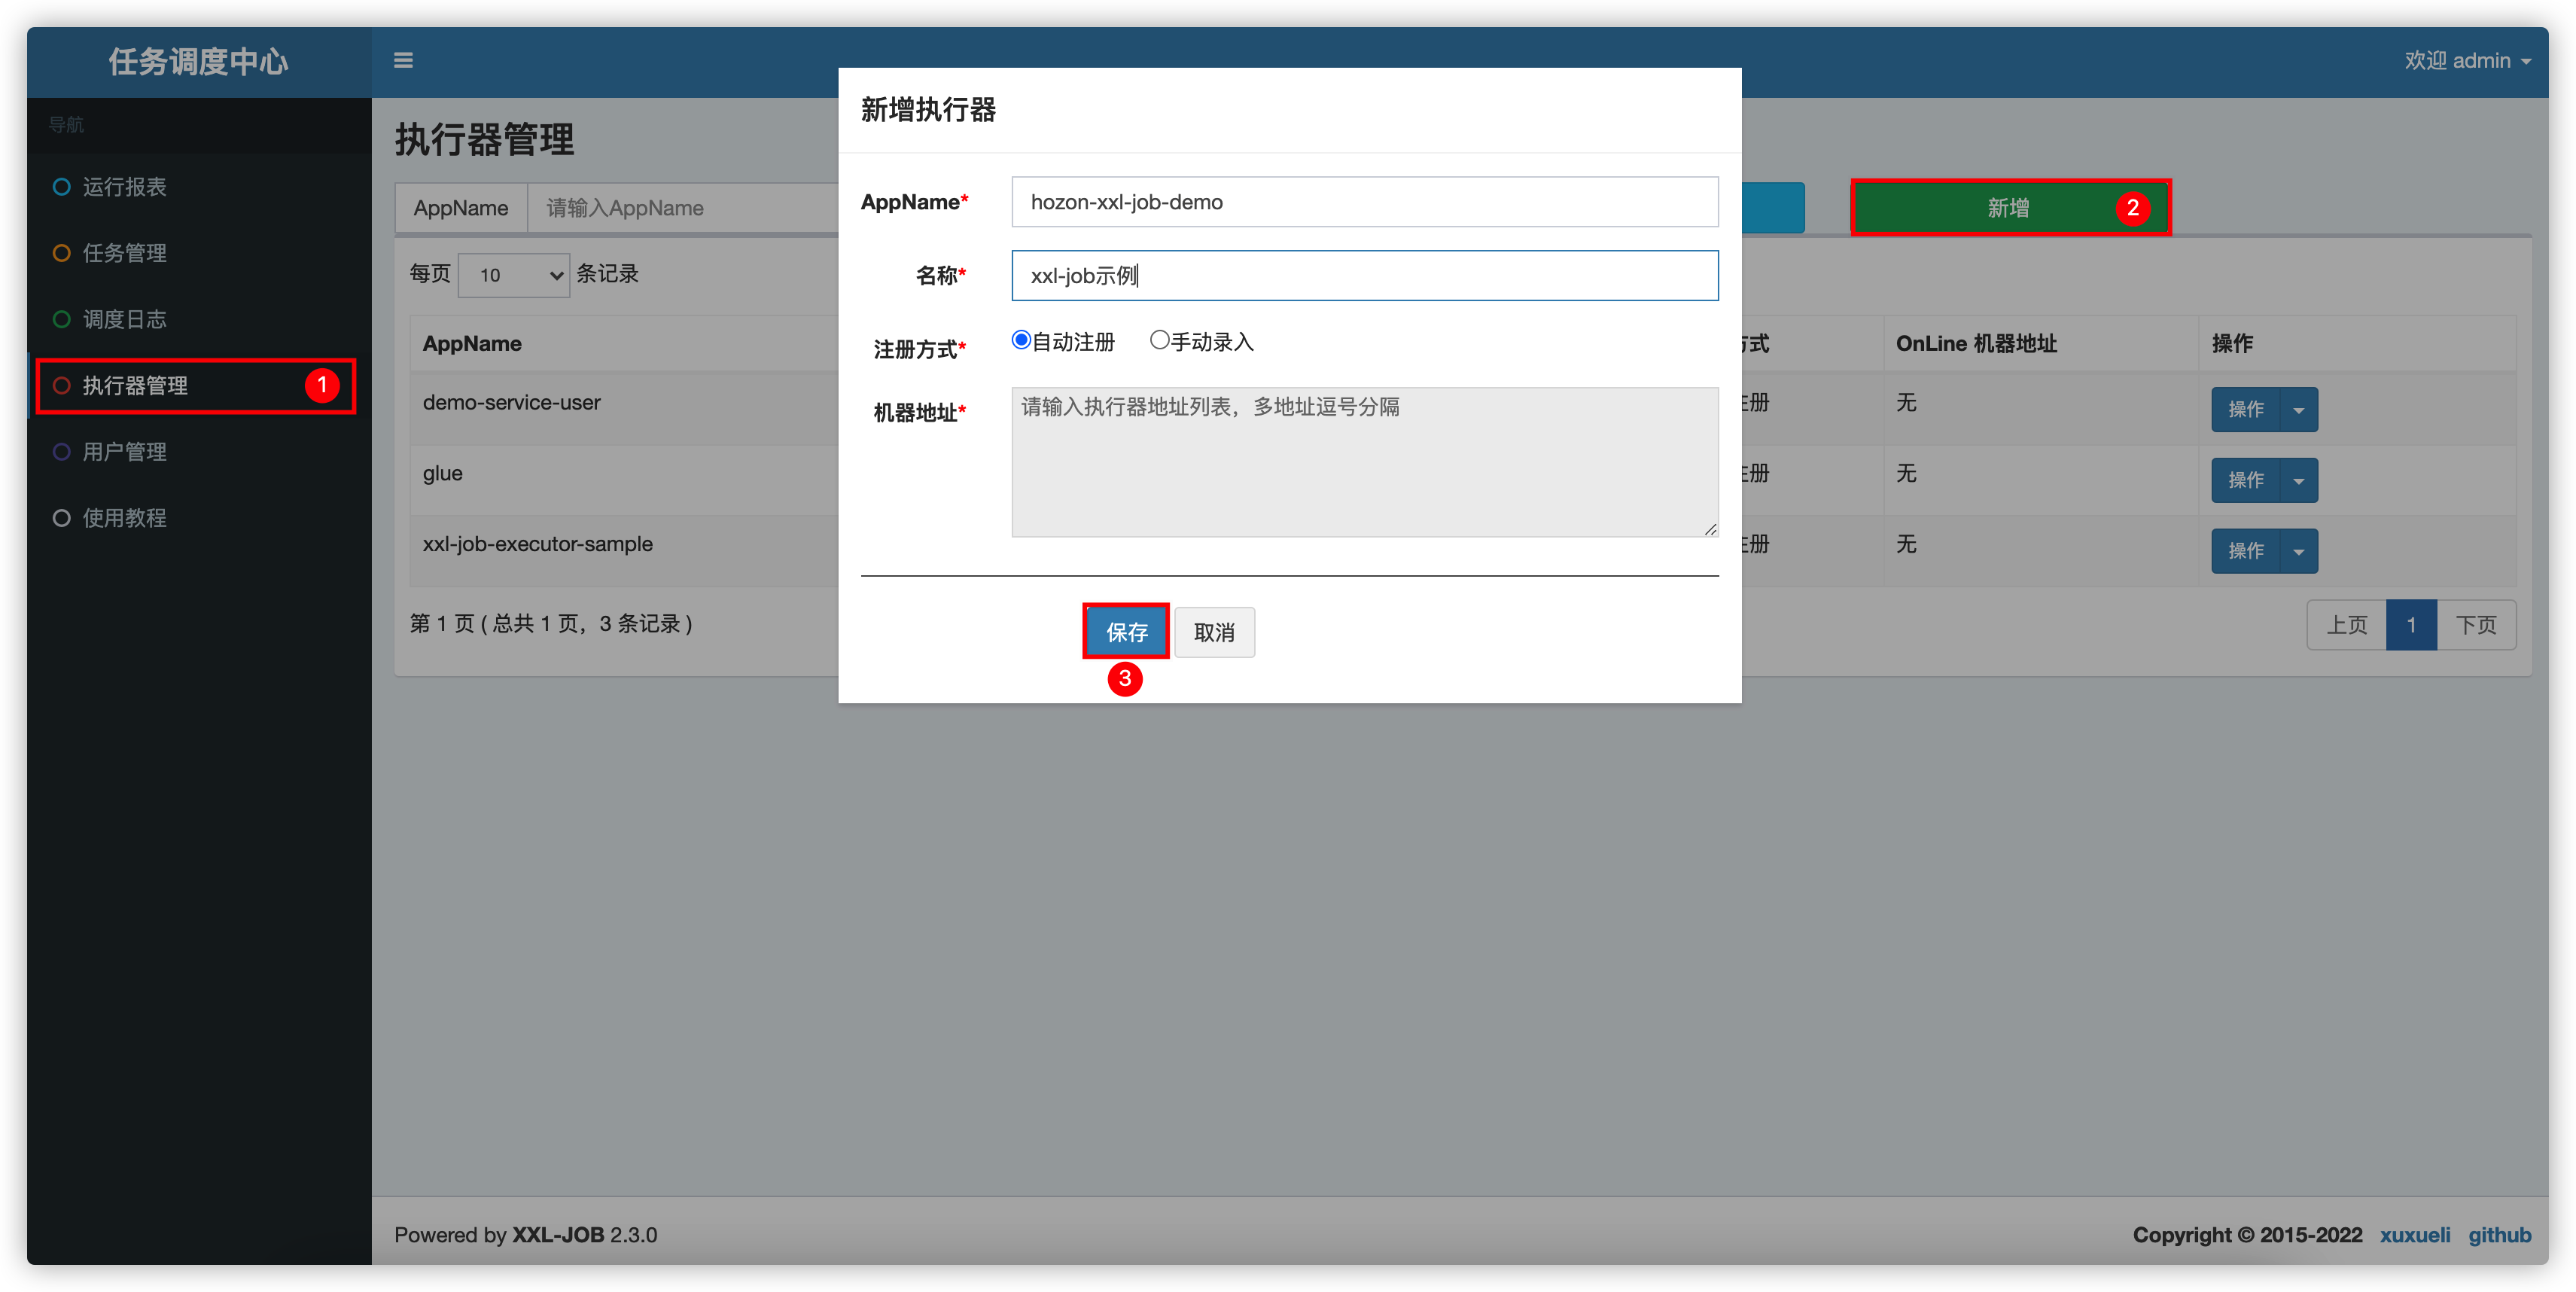 任务调度中心
欢迎 admin
导航
运行报表
任务管理
调度日志
执行器管理 1
用户管理
使用教程
执行器管理
AppName 请输入AppName
新增 2
每页 10 条记录
AppName 式 OnLine 机器地址 操作
demo-service-user 册 无 操作
glue 册 无 操作
xxl-job-executor-sample 册 无 操作
第 1 页 ( 总共 1 页，3 条记录 )
上页 1 下页
新增执行器
AppName* hozon-xxl-job-demo
名称* xxl-job示例
注册方式* 自动注册 手动录入
机器地址* 请输入执行器地址列表，多地址逗号分隔
保存 取消
3
Powered by XXL-JOB 2.3.0
Copyright © 2015-2022 xuxueli github